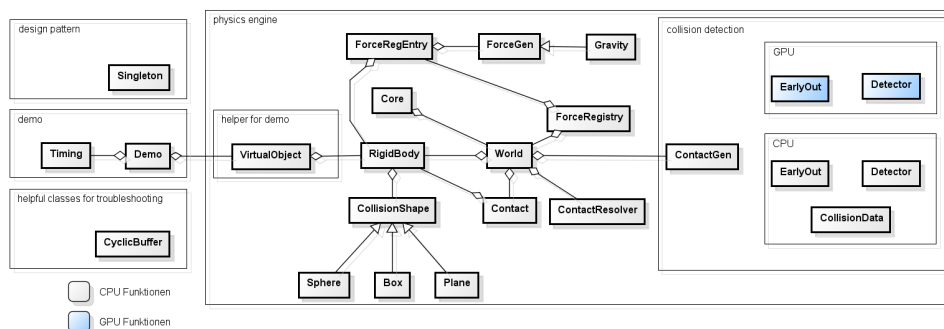 design pattern
Singleton
demo
Timing
Demo
helpful classes for troubleshooting
CyclicBuffer
CPU Funktionen
GPU Funktionen
physics engine
ForceRegEntry
ForceGen
Gravity
Core
ForceRegistry
helper for demo
VirtualObject
RigidBody
World
CollisionShape
Contact
ContactResolver
Sphere
Box
Plane
collision detection
ContactGen
GPU
EarlyOut
Detector
CPU
EarlyOut
Detector
CollisionData